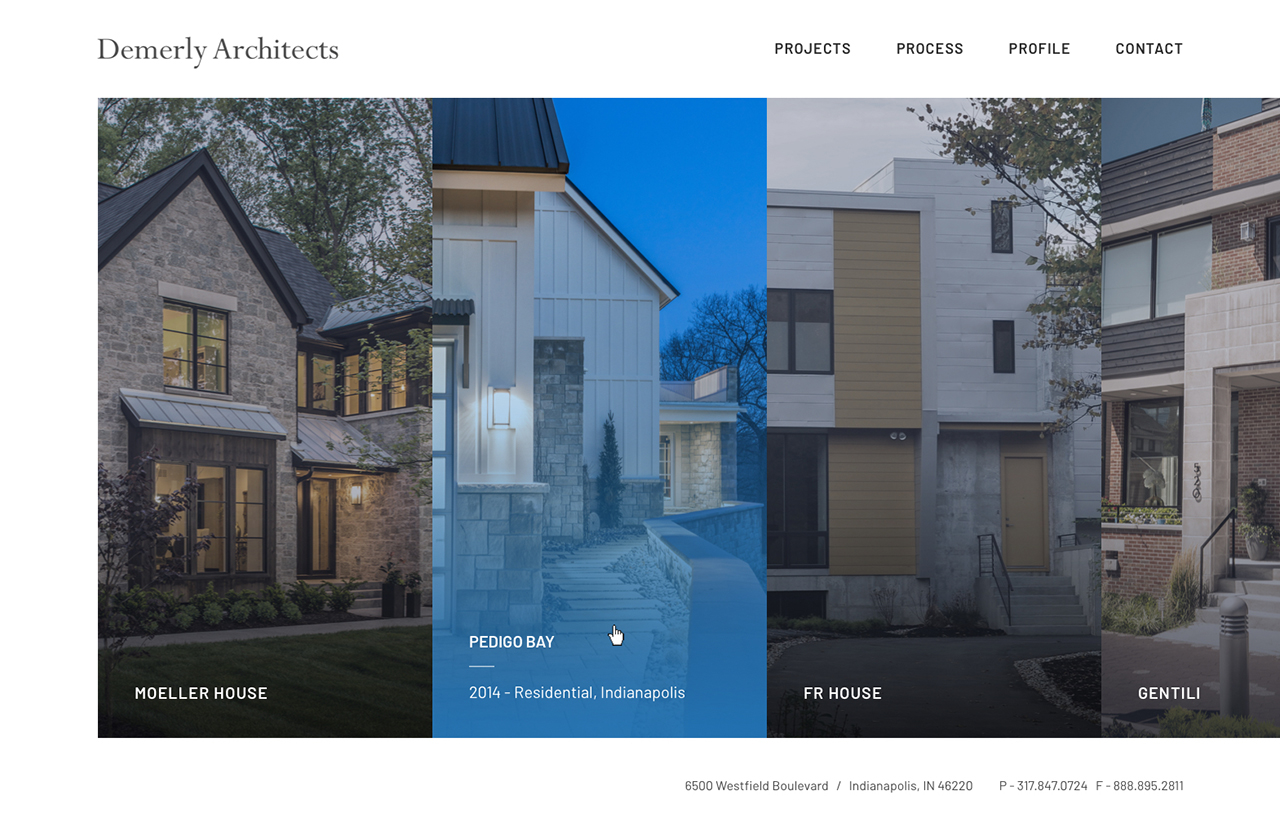 Demerly Architects
PROJECTS PROCESS PROFILE CONTACT
PEDIGO BAY
MOELLER HOUSE
2014 - Residential, Indianapolis
FR HOUSE
GENTILI
6500 Westfield Boulevard / Indianapolis, IN 46220 P - 317.847.0724 F - 888.895.2811